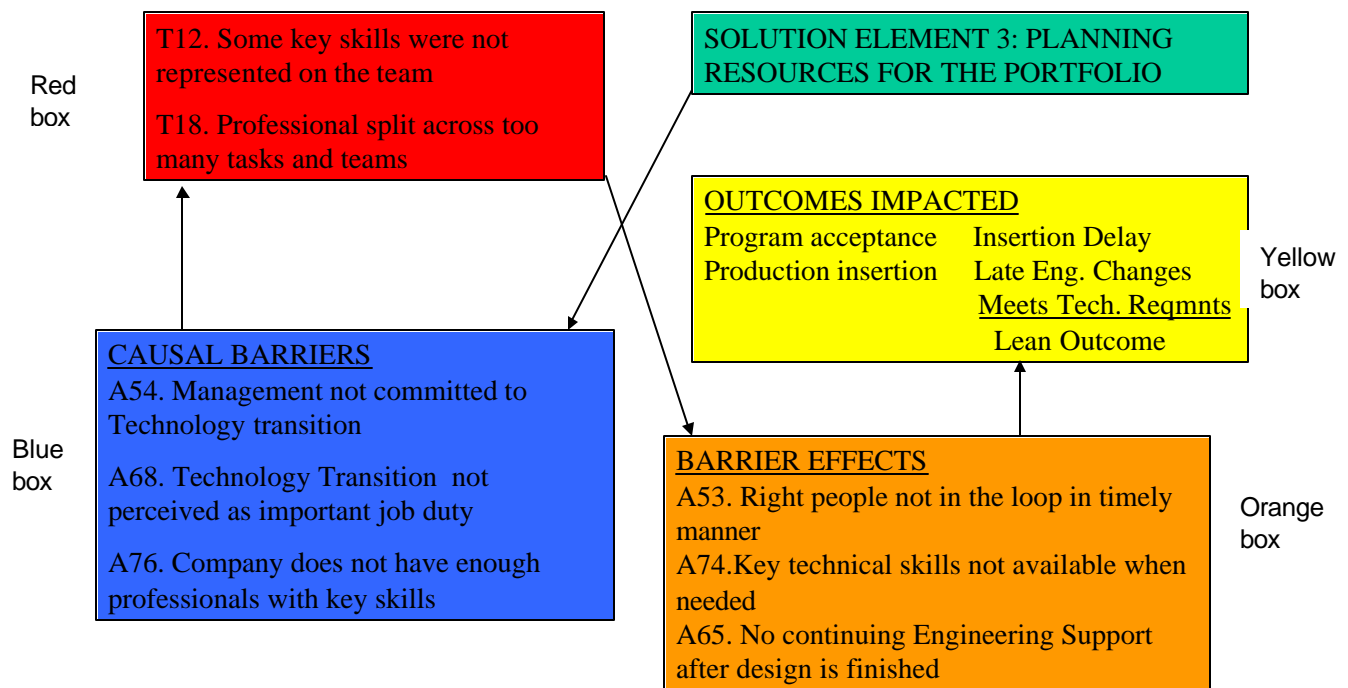 Red
box
T12. Some key skills were not
represented on the team
T18. Professional split across too
many tasks and teams
SOLUTION ELEMENT 3: PLANNING
RESOURCES FOR THE PORTFOLIO
OUTCOMES IMPACTED
Program acceptance Insertion Delay
Production insertion Late Eng. Changes
Meets Tech. Reqmnts
Lean Outcome
Yellow
box
Blue
box
CAUSAL BARRIERS
A54. Management not committed to
Technology transition
A68. Technology Transition not
perceived as important job duty
A76. Company does not have enough
professionals with key skills
BARRIER EFFECTS
A53. Right people not in the loop in timely
manner
A74.Key technical skills not available when
needed
A65. No continuing Engineering Support
after design is finished
Orange
box